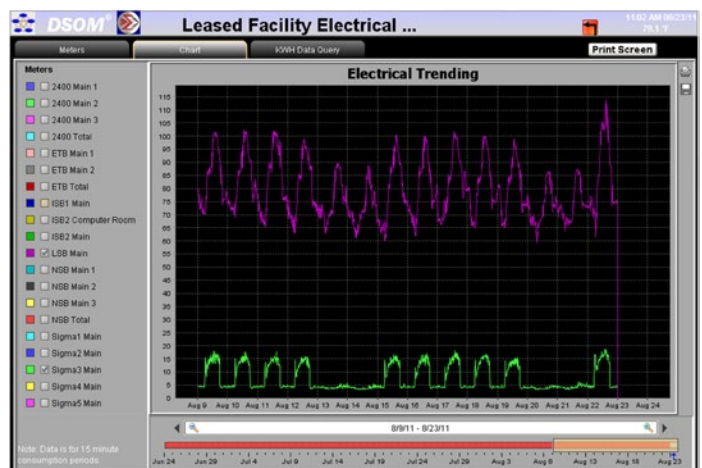 DSOM®
Leased Facility Electrical ...
11:02 AM 08/23/11
79.1 °F
Meters
Chart
KWH Data Query
Print Screen
Meters
2400 Main 1
2400 Main 2
2400 Main 3
2400 Total
ETB Main 1
ETB Main 2
ETB Total
ISB1 Main
ISB2 Computer Room
ISB2 Main
LSB Main
NSB Main 1
NSB Main 2
NSB Main 3
NSB Total
Sigma1 Main
Sigma2 Main
Sigma3 Main
Sigma4 Main
Sigma5 Main
Note: Data is for 15 minute
consumption periods.
Electrical Trending
115
110
105
100
95
90
85
80
75
70
65
60
55
50
45
40
35
30
25
20
15
10
5
0
Aug 9 Aug 10 Aug 11 Aug 12 Aug 13 Aug 14 Aug 15 Aug 16 Aug 17 Aug 18 Aug 19 Aug 20 Aug 21 Aug 22 Aug 23 Aug 24
8/9/11 - 8/23/11
Jun 24 Jun 29 Jul 4 Jul 9 Jul 14 Jul 19 Jul 24 Jul 29 Aug 3 Aug 8 Aug 13 Aug 18 Aug 23